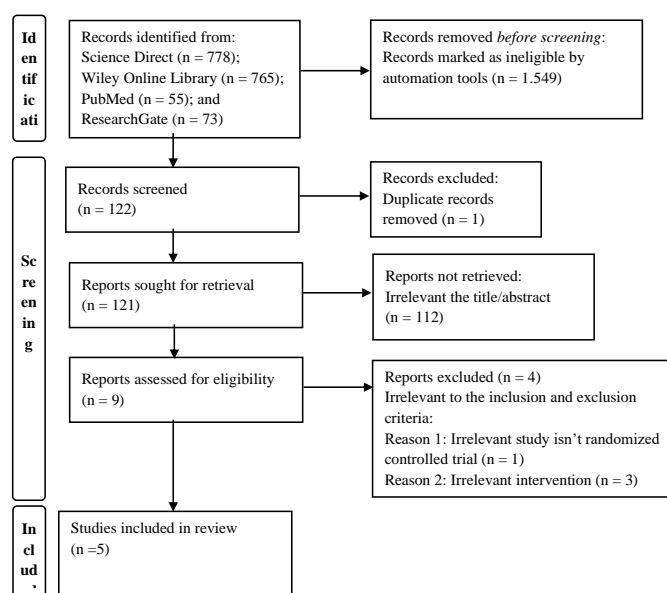 Id
en
tif
ic
ati
Records identified from:
Science Direct (n = 778);
Wiley Online Library (n = 765);
PubMed (n = 55); and
ResearchGate (n = 73)
Records removed before screening:
Records marked as ineligible by
automation tools (n = 1.549)
Sc
re
en
in
g
Records screened
(n = 122)
Records excluded:
Duplicate records
removed (n = 1)
Reports sought for retrieval
(n = 121)
Reports not retrieved:
Irrelevant the title/abstract
(n = 112)
Reports assessed for eligibility
(n = 9)
Reports excluded (n = 4)
Irrelevant to the inclusion and exclusion
criteria:
Reason 1: Irrelevant study isn't randomized
controlled trial (n = 1)
Reason 2: Irrelevant intervention (n = 3)
In
cl
ud
Studies included in review
(n =5)